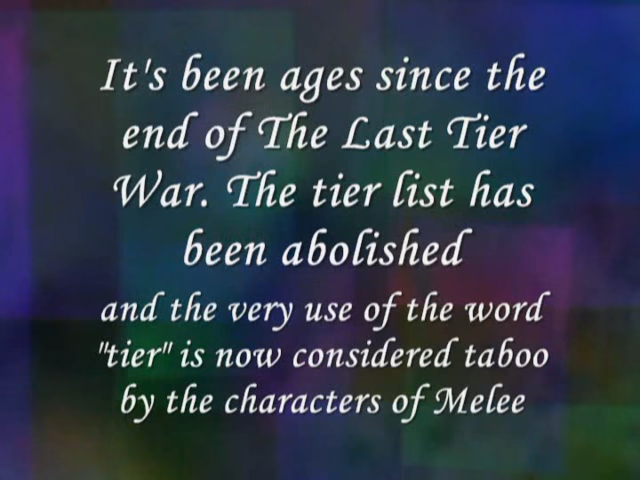 It's been ages since the
end of The Last Tier
War. The tier list has
been abolished
and the very use of the word
"tier" is now considered taboo
by the characters of Melee